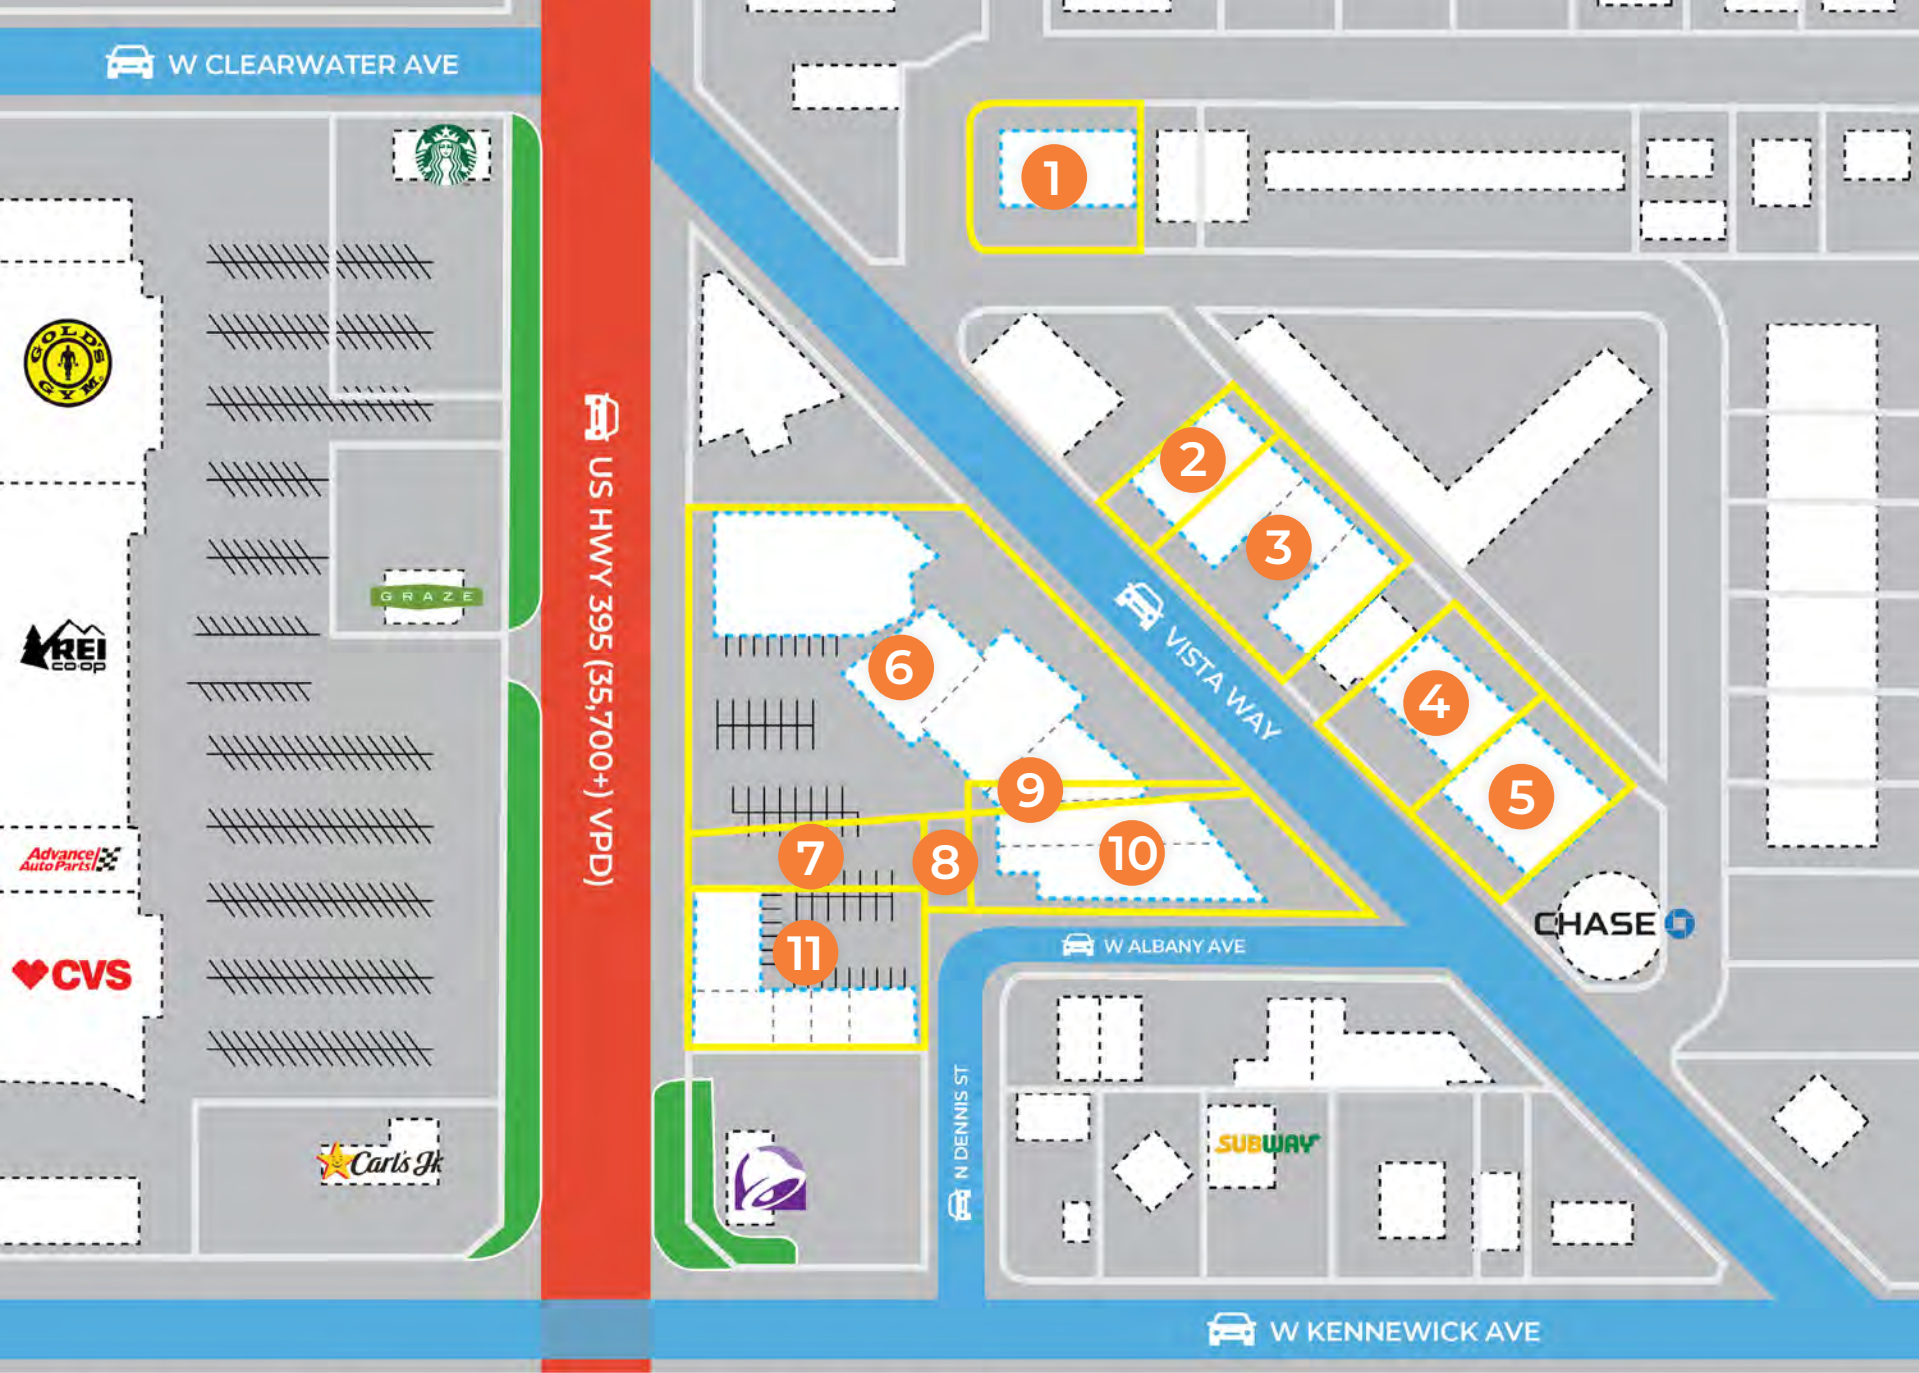 W CLEARWATER AVE
1
GOLD'S GYM
2
US HWY 395 (35,700+) VPD)
3
GRAZE
REI
co·op
6
VISTA WAY
4
9
5
Advance
Auto Parts
7
8
10
CHASE
11
W ALBANY AVE
CVS
N DENNIS ST
SUBWAY
Carl's Jr
W KENNEWICK AVE